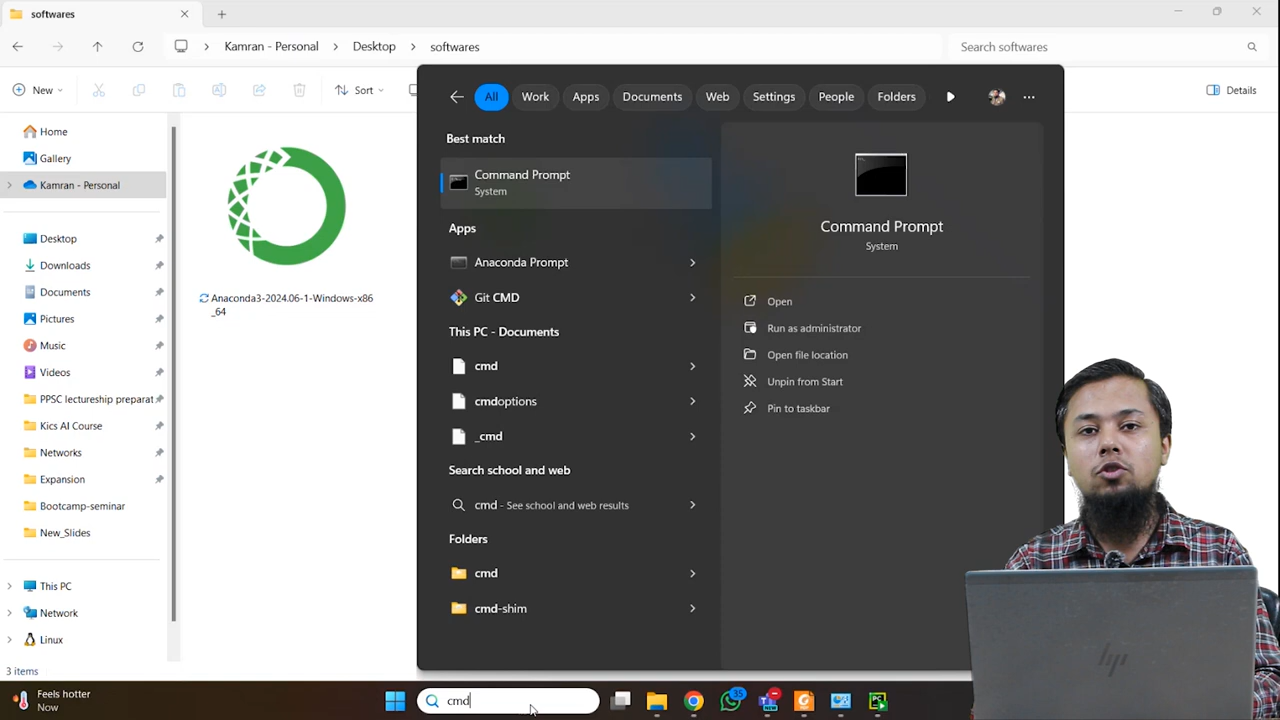 softwares
Kamran - Personal
Desktop
softwares
Search softwares
New
Sort
Details
Home
Gallery
Kamran - Personal
Desktop
Downloads
Documents
Pictures
Music
Videos
PPSC lectureship preparat
Kics AI Course
Networks
Expansion
Bootcamp-seminar
New_Slides
This PC
Network
Linux
3 items
Anaconda3-2024.06-1-Windows-x86
_64
All
Work
Apps
Documents
Web
Settings
People
Folders
Best match
Command Prompt
System
Apps
Anaconda Prompt
Git CMD
This PC - Documents
cmd
cmdoptions
_cmd
Search school and web
cmd - See school and web results
Folders
cmd
cmd-shim
Command Prompt
System
Open
Run as administrator
Open file location
Unpin from Start
Pin to taskbar
hp
Feels hotter
Now
cmd
35
NEW
PC